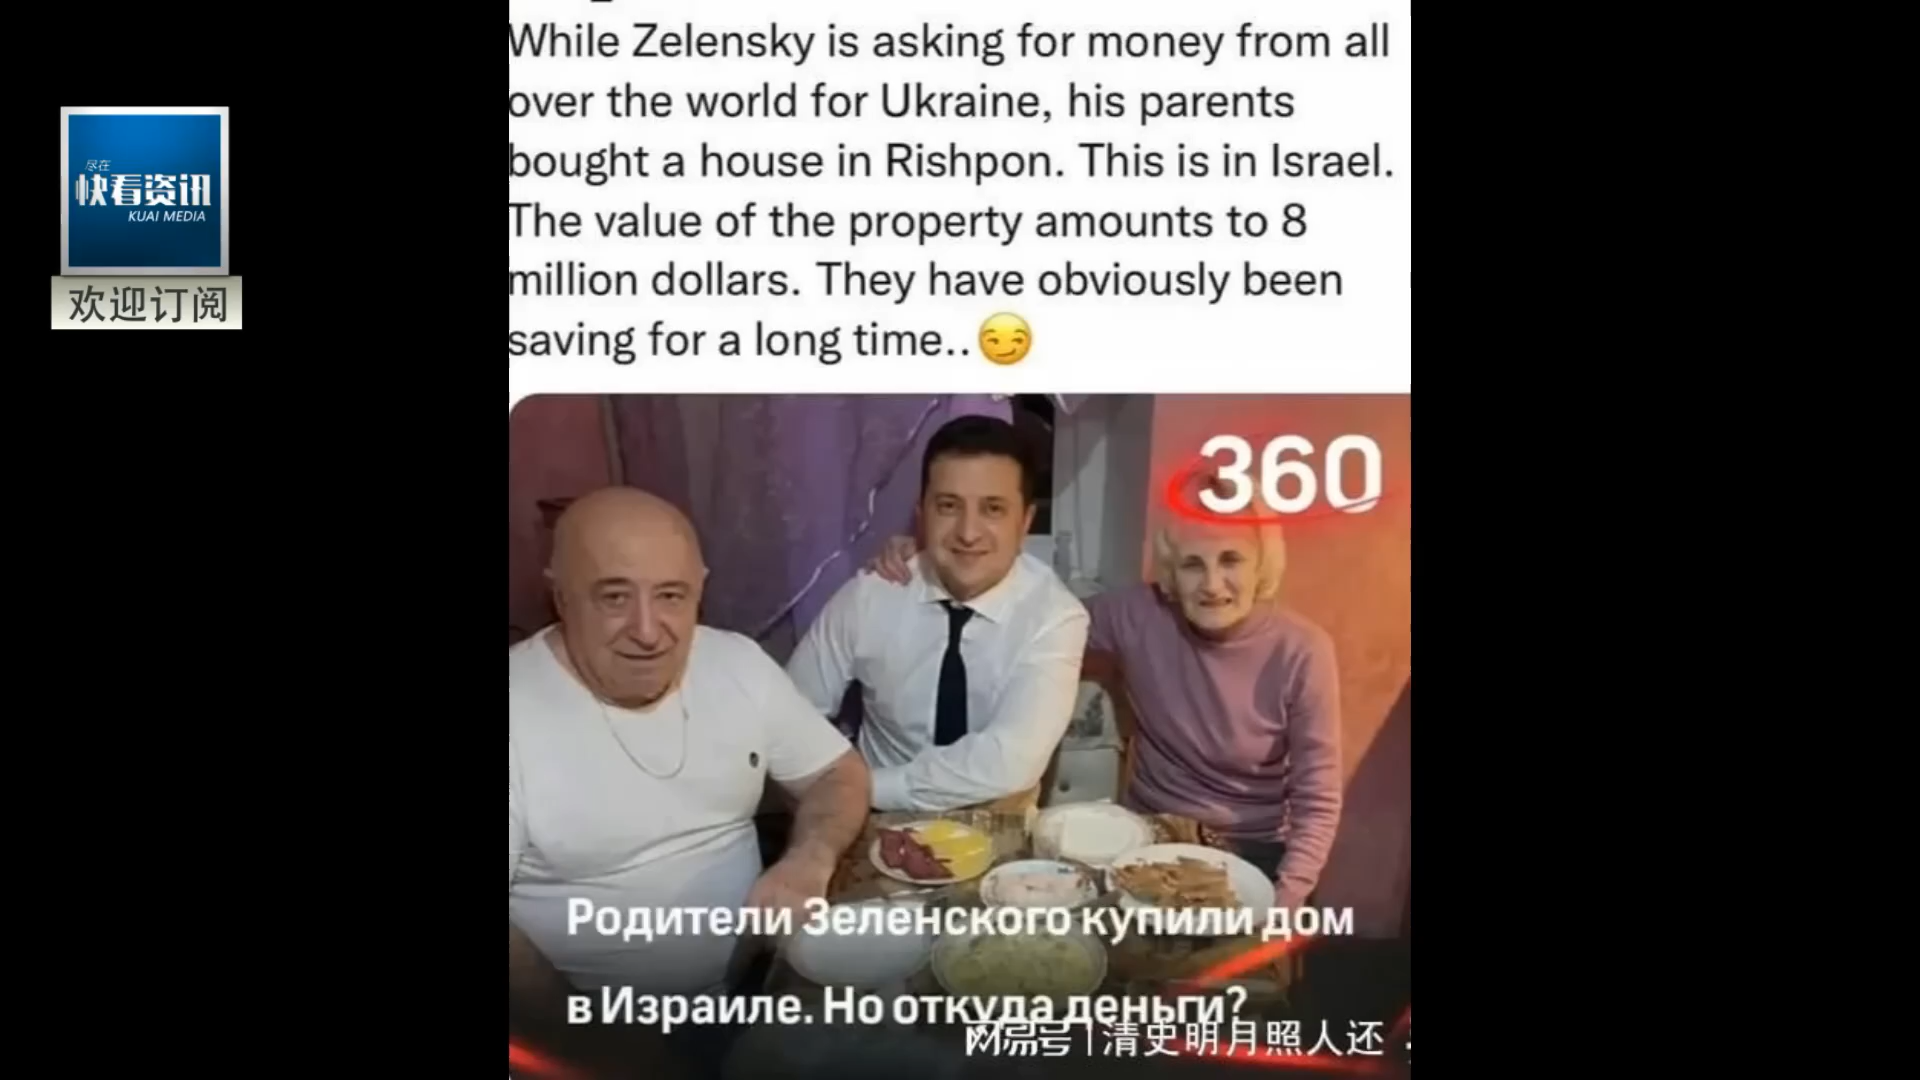 While Zelensky is asking for money from all
over the world for Ukraine, his parents
bought a house in Rishpon. This is in Israel.
The value of the property amounts to 8
million dollars. They have obviously been
saving for a long time..😏
尽在
快看资讯
KUAI MEDIA
欢迎订阅
360
Родители Зеленского купили дом
в Израиле. Но откуда деньги?
网易号 | 清史明月照人还